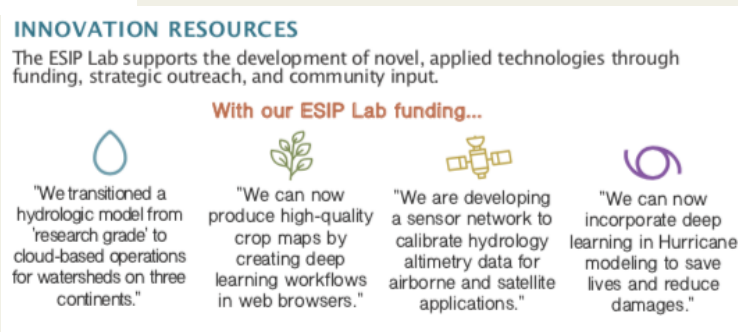 INNOVATION RESOURCES
The ESIP Lab supports the development of novel, applied technologies through
funding, strategic outreach, and community input.
With our ESIP Lab funding...
"We transitioned a
hydrologic model from
'research grade' to
cloud-based operations
for watersheds on three
continents."
"We can now
produce high-quality
crop maps by
creating deep
learning workflows
in web browsers."
"We are developing
a sensor network to
calibrate hydrology
altimetry data for
airborne and satellite
applications."
"We can now
incorporate deep
learning in Hurricane
modeling to save
lives and reduce
damages."